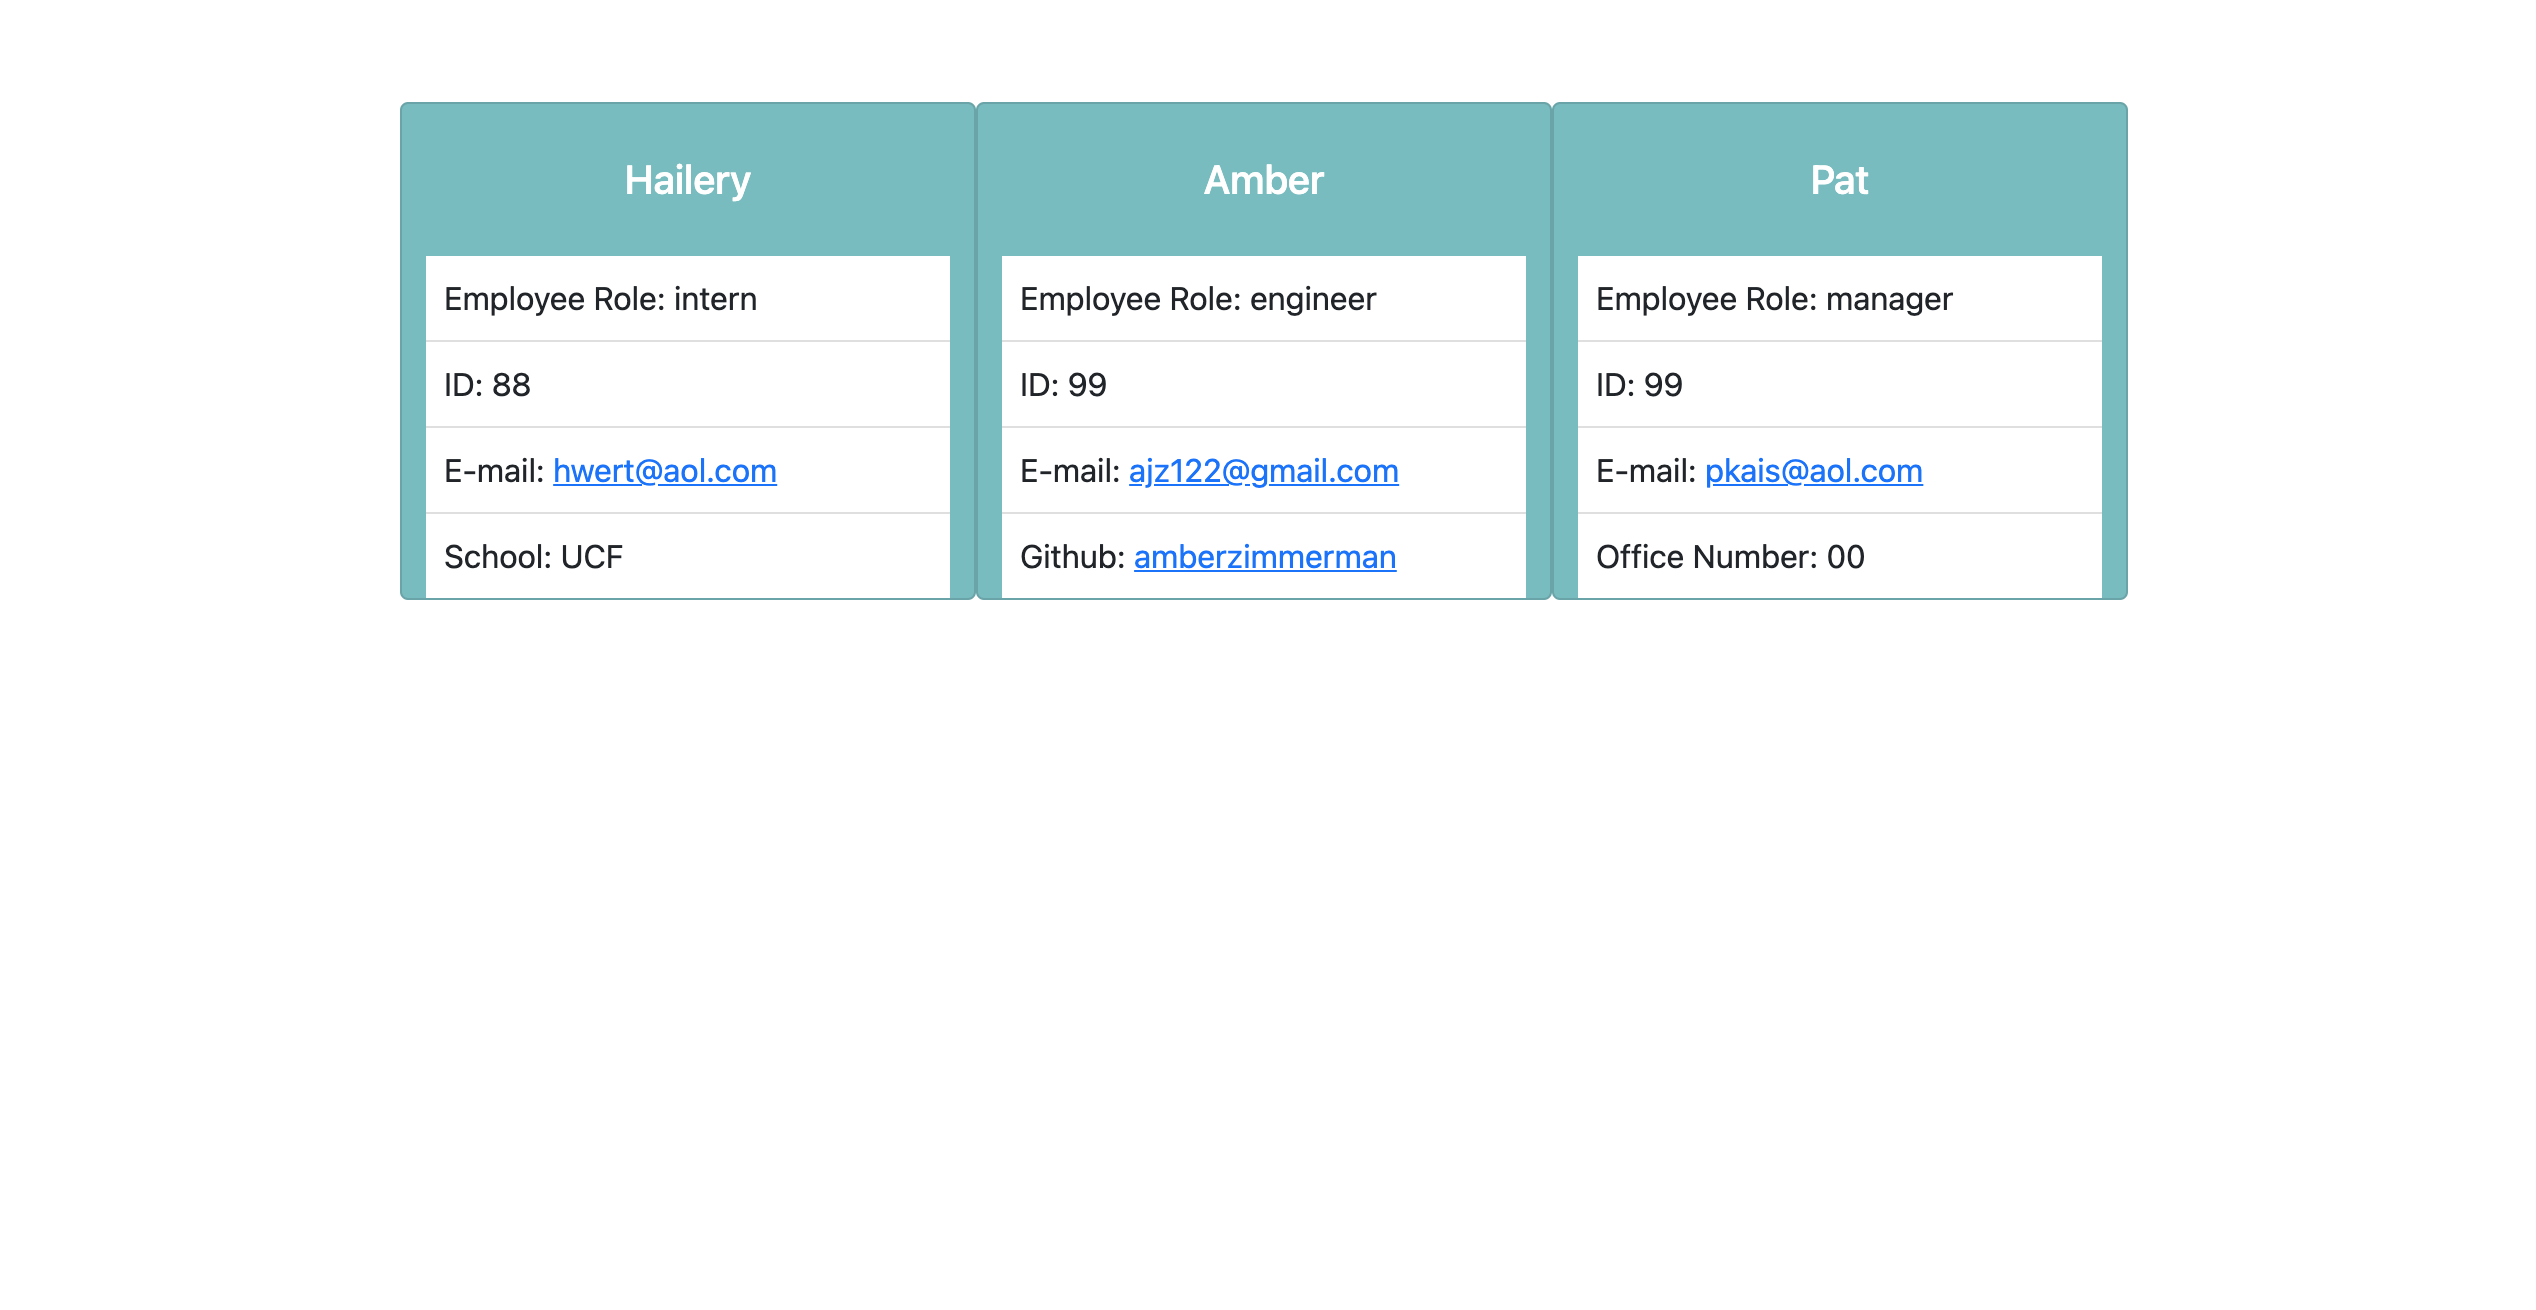 Hailery
Employee Role: intern
ID: 88
E-mail: hwert@aol.com
School: UCF
Amber
Employee Role: engineer
ID: 99
E-mail: ajz122@gmail.com
Github: amberzimmerman
Pat
Employee Role: manager
ID: 99
E-mail: pkais@aol.com
Office Number: 00